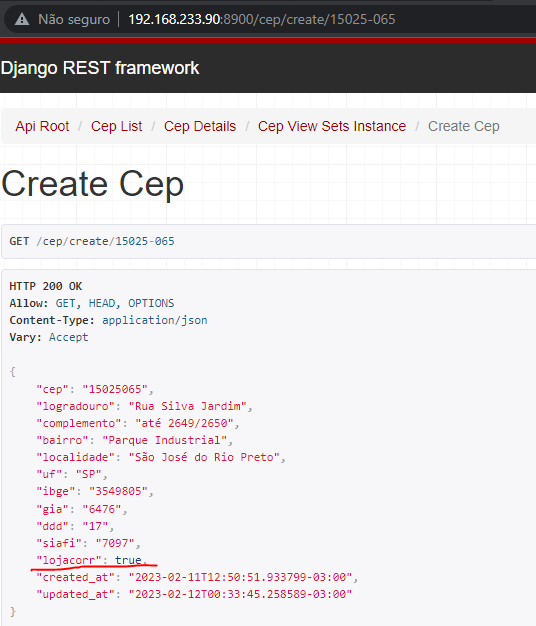 Não seguro 192.168.233.90:8900/cep/create/15025-065
Django REST framework
Api Root / Cep List / Cep Details / Cep View Sets Instance / Create Cep
Create Cep
GET /cep/create/15025-065
HTTP 200 OK
Allow: GET, HEAD, OPTIONS
Content-Type: application/json
Vary: Accept
{
"cep": "15025065",
"logradouro": "Rua Silva Jardim",
"complemento": "até 2649/2650",
"bairro": "Parque Industrial",
"localidade": "São José do Rio Preto",
"uf": "SP",
"ibge": "3549805",
"gia": "6476",
"ddd": "17",
"siafi": "7097",
"lojacorr": true,
"created_at": "2023-02-11T12:50:51.933799-03:00",
"updated_at": "2023-02-12T00:33:45.258589-03:00"
}